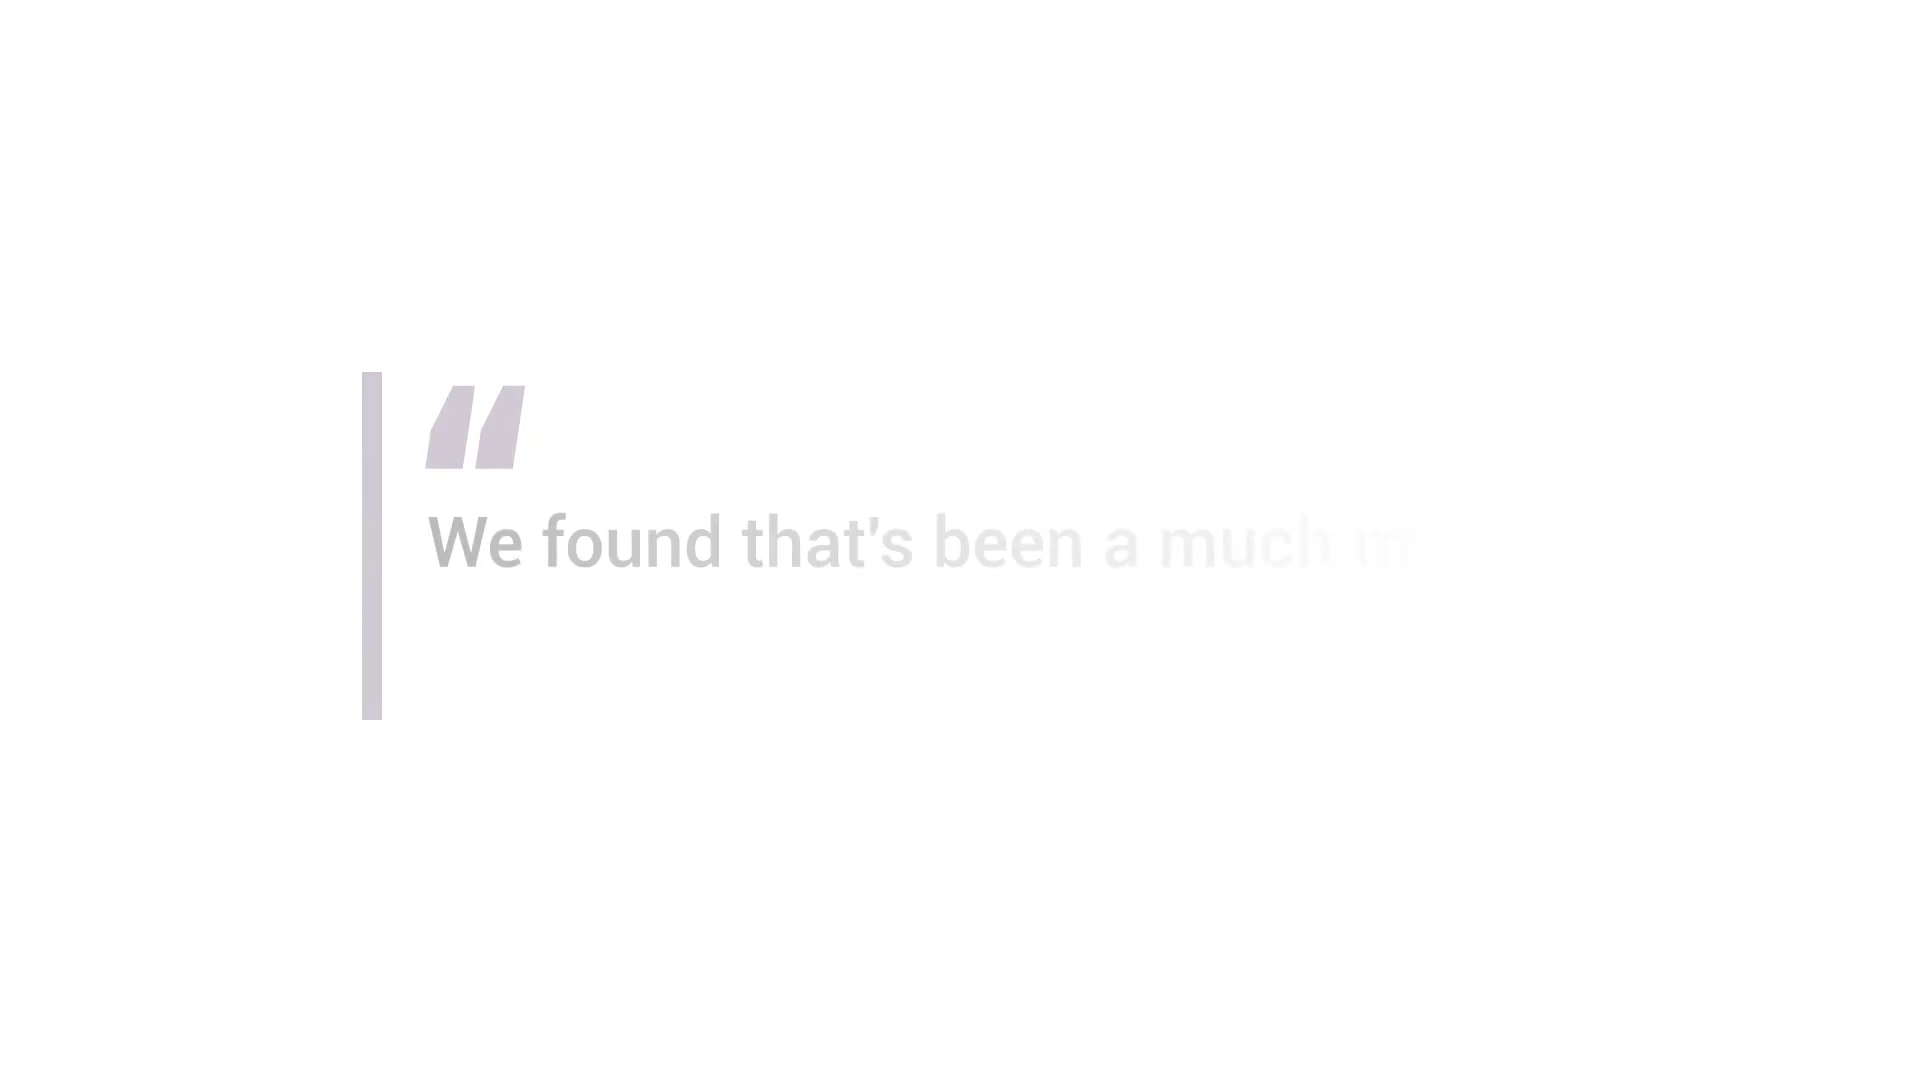 “
We found that's been a much